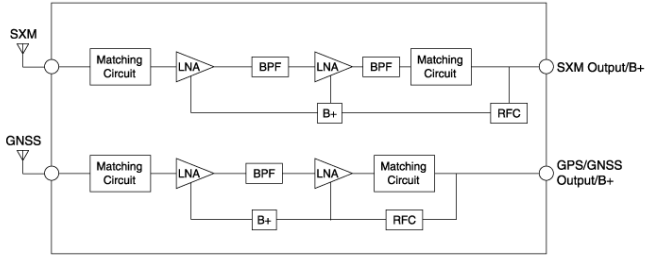 SXM
Matching
Circuit
LNA
BPF
LNA
BPF
Matching
Circuit
SXM Output/B+
B+
RFC
GNSS
Matching
Circuit
LNA
BPF
LNA
Matching
Circuit
GPS/GNSS
Output/B+
B+
RFC